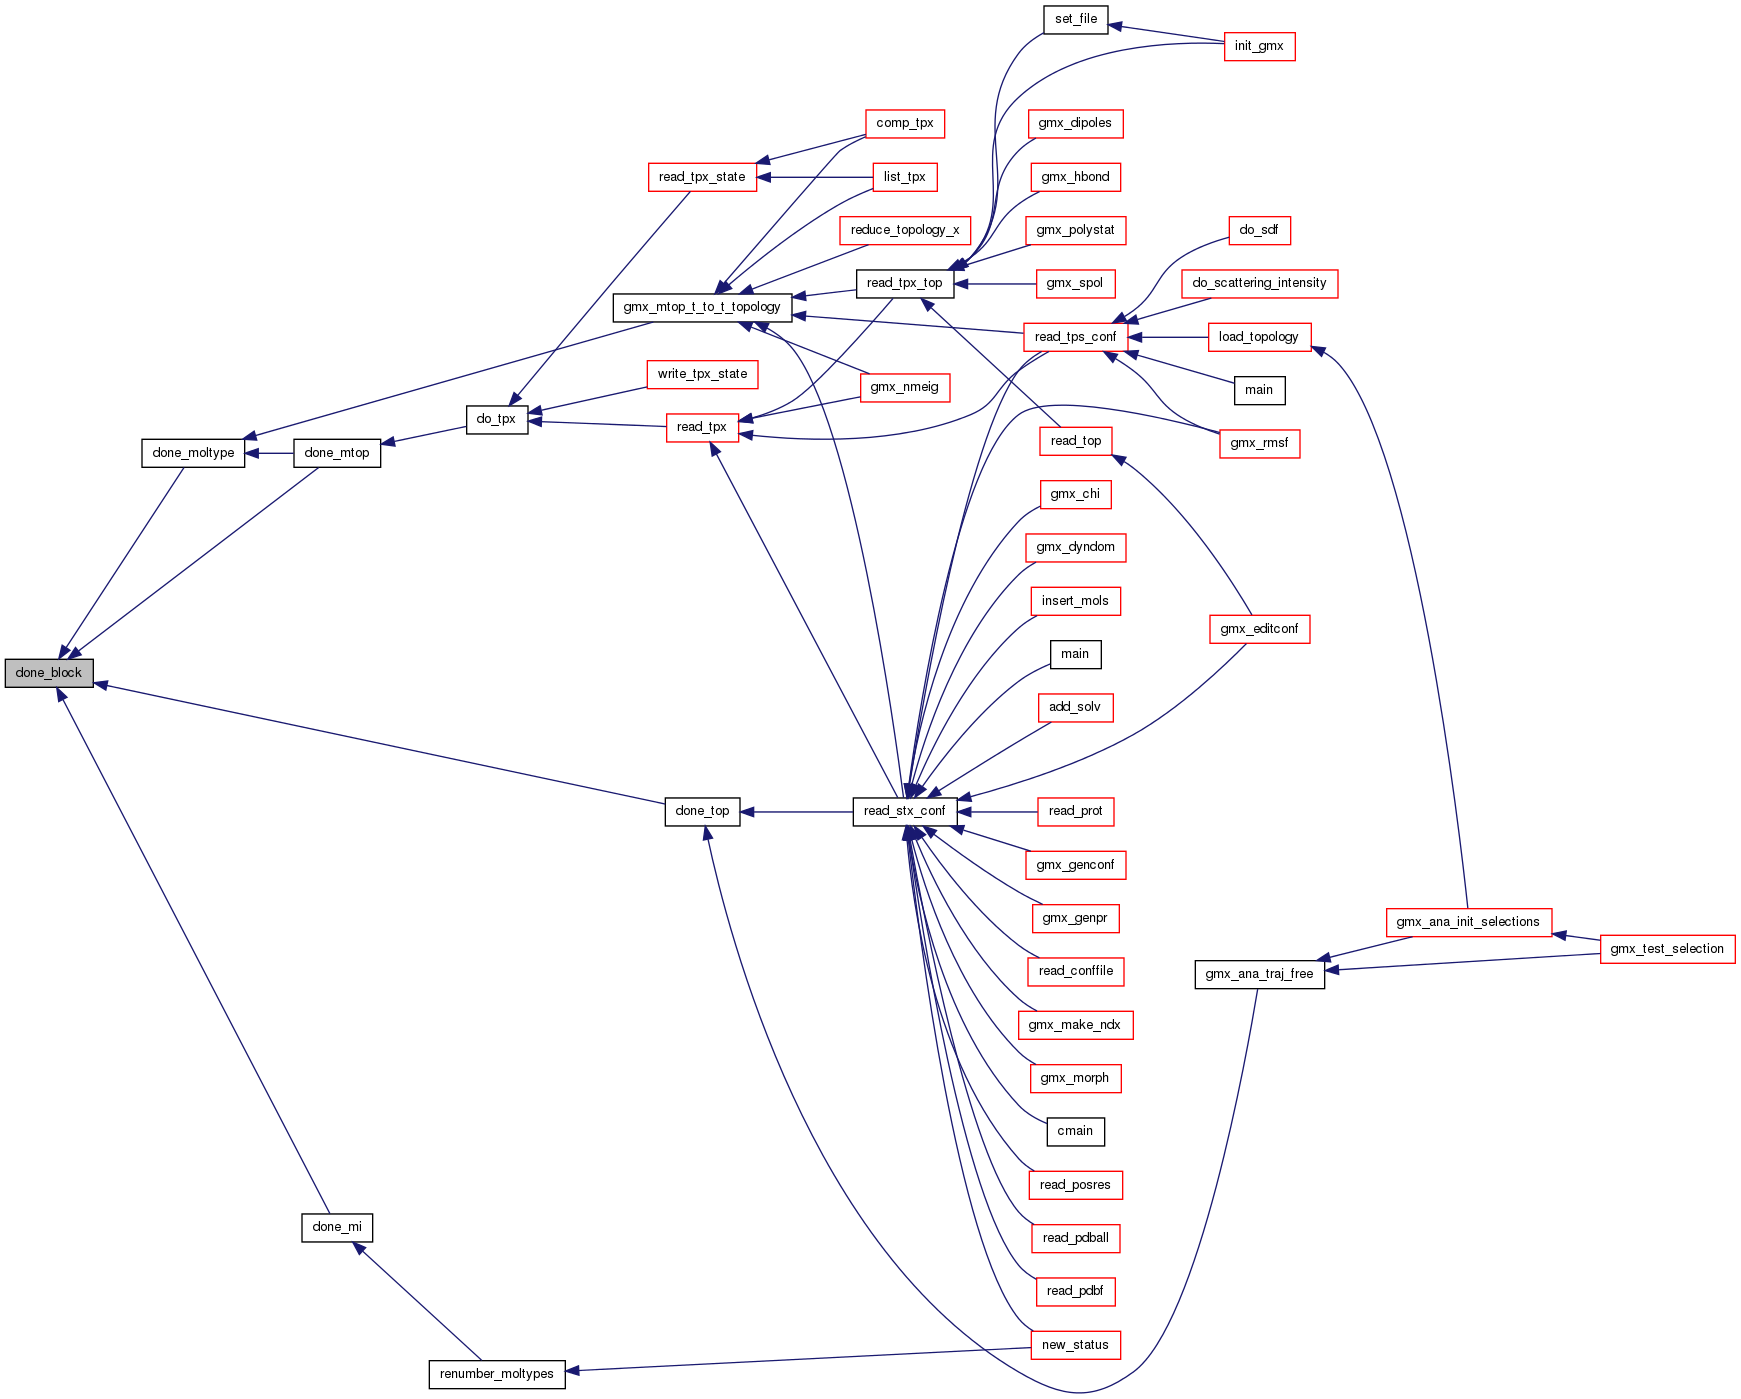 set_file
init_gmx
comp_tpx
gmx_dipoles
read_tpx_state
list_tpx
gmx_hbond
reduce_topology_x
gmx_polystat
do_sdf
read_tpx_top
gmx_spol
do_scattering_intensity
gmx_mtop_t_to_t_topology
read_tps_conf
load_topology
write_tpx_state
gmx_nmeig
main
do_tpx
read_tpx
read_top
gmx_rmsf
done_moltype
done_mtop
gmx_chi
gmx_dyndom
insert_mols
gmx_editconf
main
done_block
add_solv
done_top
read_stx_conf
read_prot
gmx_genconf
gmx_genpr
gmx_ana_init_selections
gmx_test_selection
read_conffile
gmx_ana_traj_free
gmx_make_ndx
gmx_morph
cmain
read_posres
done_mi
read_pdball
read_pdbf
new_status
renumber_moltypes